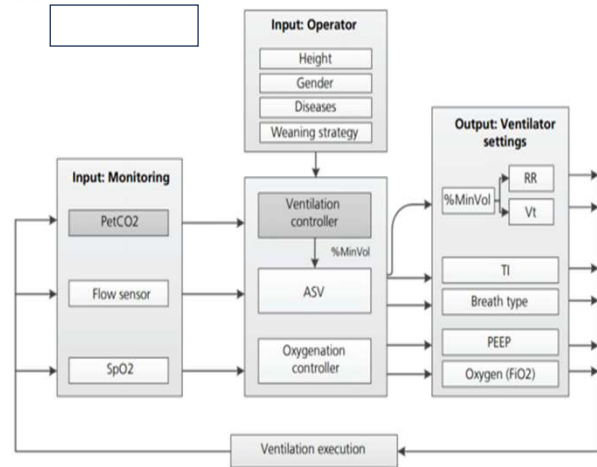 Input: Operator
Height
Gender
Diseases
Weaning strategy
Input: Monitoring
PetCO2
Flow sensor
SpO2
Ventilation
controller
%MinVol
ASV
Oxygenation
controller
Output: Ventilator
settings
%MinVol
RR
Vt
TI
Breath type
PEEP
Oxygen (FiO2)
Ventilation execution